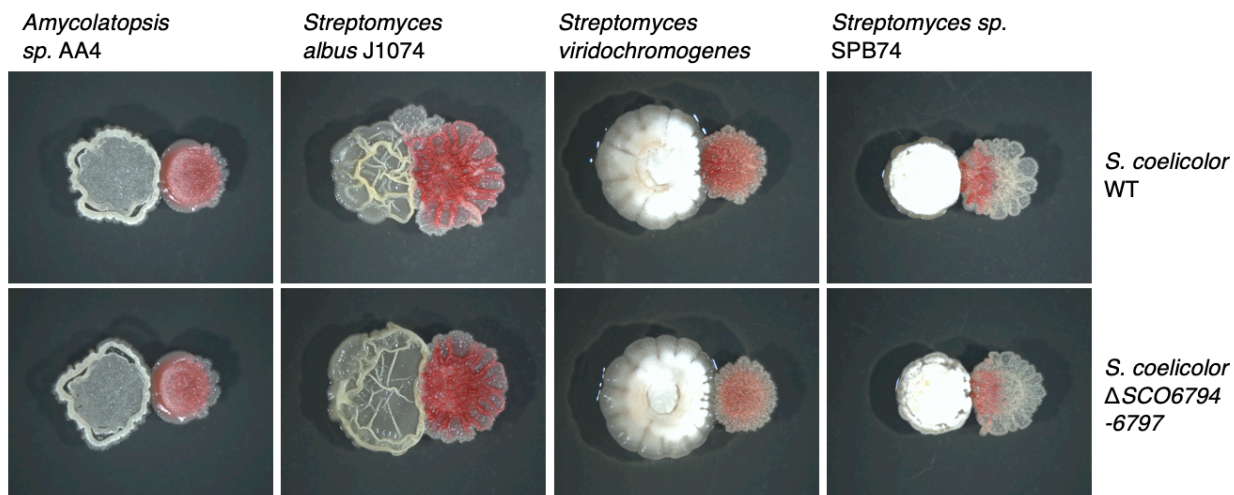 Amycolatopsis
sp. AA4
Streptomyces
albus J1074
Streptomyces
viridochromogenes
Streptomyces sp.
SPB74
S. coelicolor
WT
S. coelicolor
ΔSCO6794
-6797